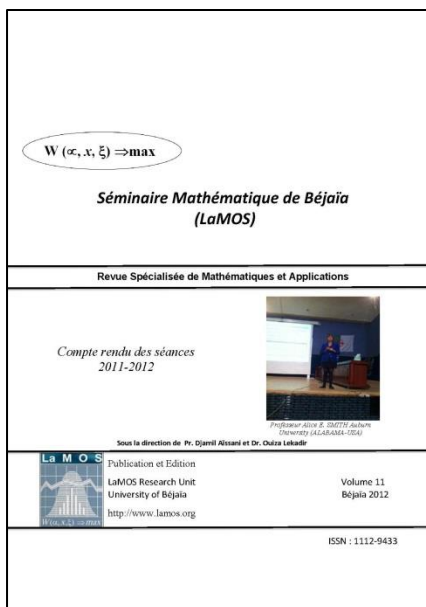 W (∝, x, ξ) ⇒max
Séminaire Mathématique de Béjaïa
(LaMOS)
Revue Spécialisée de Mathématiques et Applications
Compte rendu des séances
2011-2012
Professeur Alice E. SMITH Auburn
University (ALABAMA-USA)
Sous la direction de Pr. Djamil Aïssani et Dr. Ouiza Lekadir
La M O S
Publication et Edition
LaMOS Research Unit
University of Béjaïa
http://www.lamos.org
Volume 11
Béjaïa 2012
W(α, x, ξ) ⇒ max
ISSN : 1112-9433